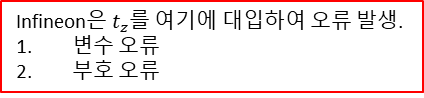 Infineon은 t_z를 여기에 대입하여 오류 발생.
1. 변수 오류
2. 부호 오류